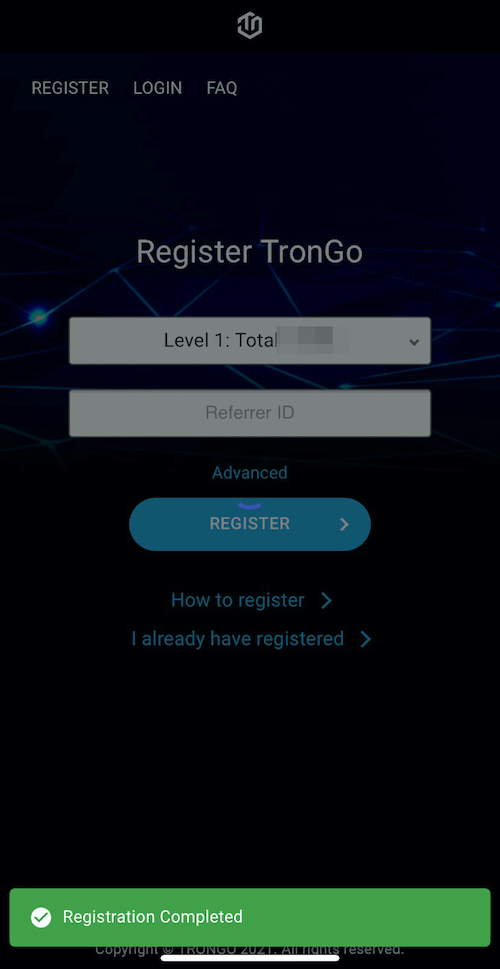 REGISTER LOGIN FAQ
Register TronGo
Level 1: Total
Referrer ID
Advanced
REGISTER
How to register
I already have registered
Registration Completed
Copyright © TRONGO 2021. All rights reserved.